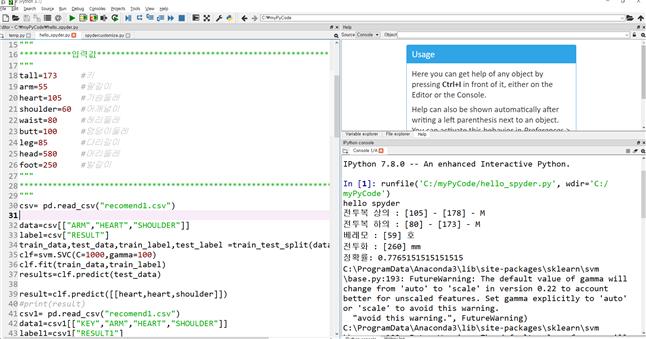 File Edit Search Source Run Debug Consoles Projects Tools View Help
C:\myPyCode
Editor - C:\myPyCode\hello_spyder.py
temp.py
hello_spyder.py
spydercustomize.py
15 """
16 **********입력값**********
17 """
18 tall=173 #키
19 arm=55 #팔길이
20 heart=105 #가슴둘레
21 shoulder=60 #어깨넓이
22 waist=80 #허리둘레
23 butt=100 #엉덩이둘레
24 leg=85 #다리길이
25 head=580 #머리둘레
26 foot=250 #발길이
27 """
28 ****************************************
29 """
30 csv= pd.read_csv("recomend1.csv")
31
32 data=csv[["ARM","HEART","SHOULDER"]]
33 label=csv["RESULT"]
34 train_data,test_data,train_label,test_label =train_test_split(data
35 clf=svm.SVC(C=1000,gamma=100)
36 clf.fit(train_data,train_label)
37 results=clf.predict(test_data)
38
39 result=clf.predict([[heart,heart,shoulder]])
40 #print(result)
41 csv1= pd.read_csv("recomend1.csv")
42 data1=csv1[["KEY","ARM","HEART","SHOULDER"]]
43 label1=csv1["RESULT1"]
Help
Source Console Object
Usage
Here you can get help of any object by
pressing Ctrl+I in front of it, either on the
Editor or the Console.
Help can also be shown automatically after
writing a left parenthesis next to an object.
You can activate this behavior in Preferences >
Variable explorer File explorer Help
IPython console
Console 1/A
IPython 7.8.0 -- An enhanced Interactive Python.
In [1]: runfile('C:/myPyCode/hello_spyder.py', wdir='C:/
myPyCode')
hello spyder
전투복 상의 : [105] - [178] - M
전투복 하의 : [80] - [173] - M
베레모 : [59] 호
전투화 : [260] mm
정확률: 0.7765151515151515
C:\ProgramData\Anaconda3\lib\site-packages\sklearn\svm
\base.py:193: FutureWarning: The default value of gamma will
change from 'auto' to 'scale' in version 0.22 to account
better for unscaled features. Set gamma explicitly to 'auto'
or 'scale' to avoid this warning.
"avoid this warning.", FutureWarning)
C:\ProgramData\Anaconda3\lib\site-packages\sklearn\svm